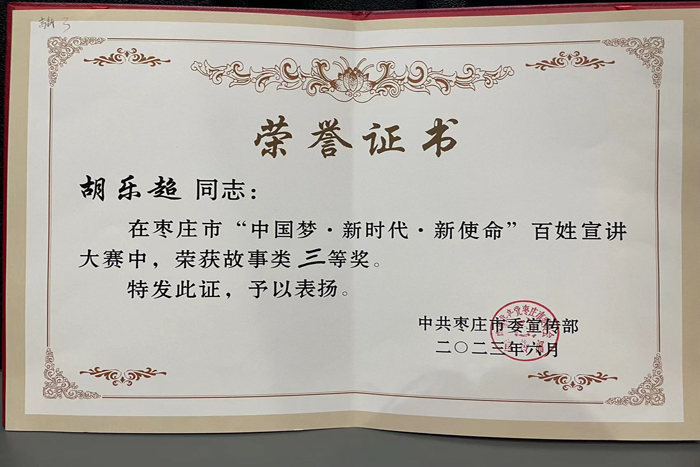 荣誉证书
胡乐超 同志：
在枣庄市“中国梦·新时代·新使命”百姓宣讲
大赛中，荣获故事类 三等奖。
特发此证，予以表扬。
中共枣庄市委宣传部
二〇二三年六月